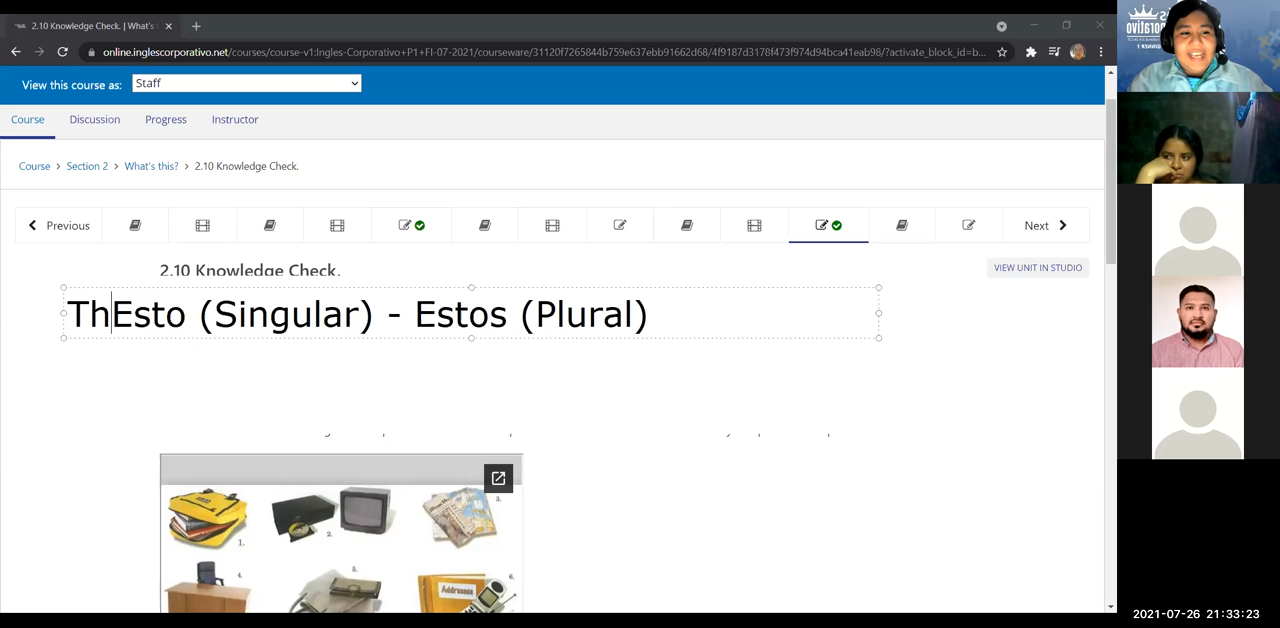 2.10 Knowledge Check. | What's
online.inglescorporativo.net/courses/course-v1:Ingles-Corporativo+P1+FI-07-2021/courseware/31120f7265844b759e637ebb91662d68/4f9187d3178f473f974d94bca41eab98/?activate_block_id=b...
View this course as: Staff
Course Discussion Progress Instructor
Course > Section 2 > What's this? > 2.10 Knowledge Check.
Previous Next
2.10 Knowledge Check.
VIEW UNIT IN STUDIO
ThEsto (Singular) - Estos (Plural)
1. 2. 3.
4. 5. 6.
Addresses
2021-07-26 21:33:23